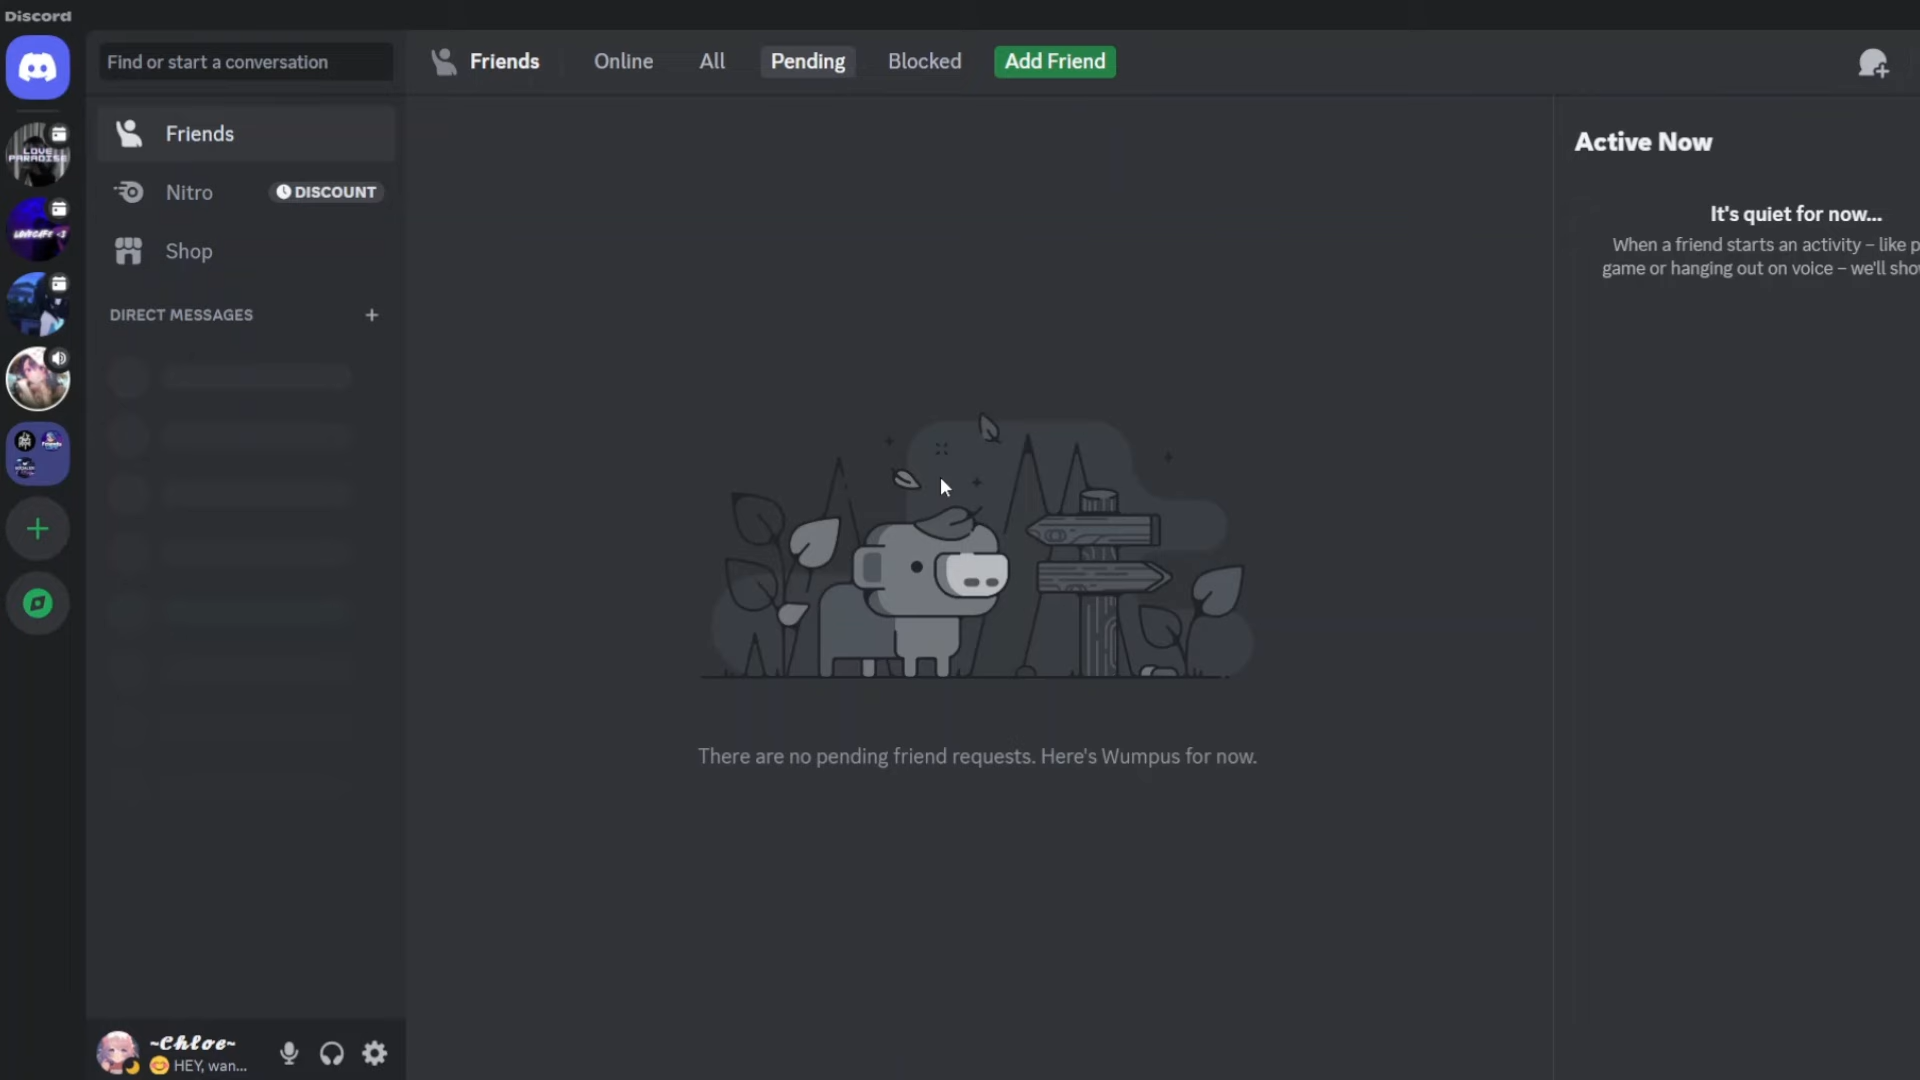 Discord
Find or start a conversation
Friends
Online
All
Pending
Blocked
Add Friend
LOVE
PARADISE
Friends
Nitro
DISCOUNT
Shop
DIRECT MESSAGES
Active Now
It's quiet for now...
When a friend starts an activity – like p
game or hanging out on voice – we'll sho
There are no pending friend requests. Here's Wumpus for now.
~Chloe~
HEY, wan...